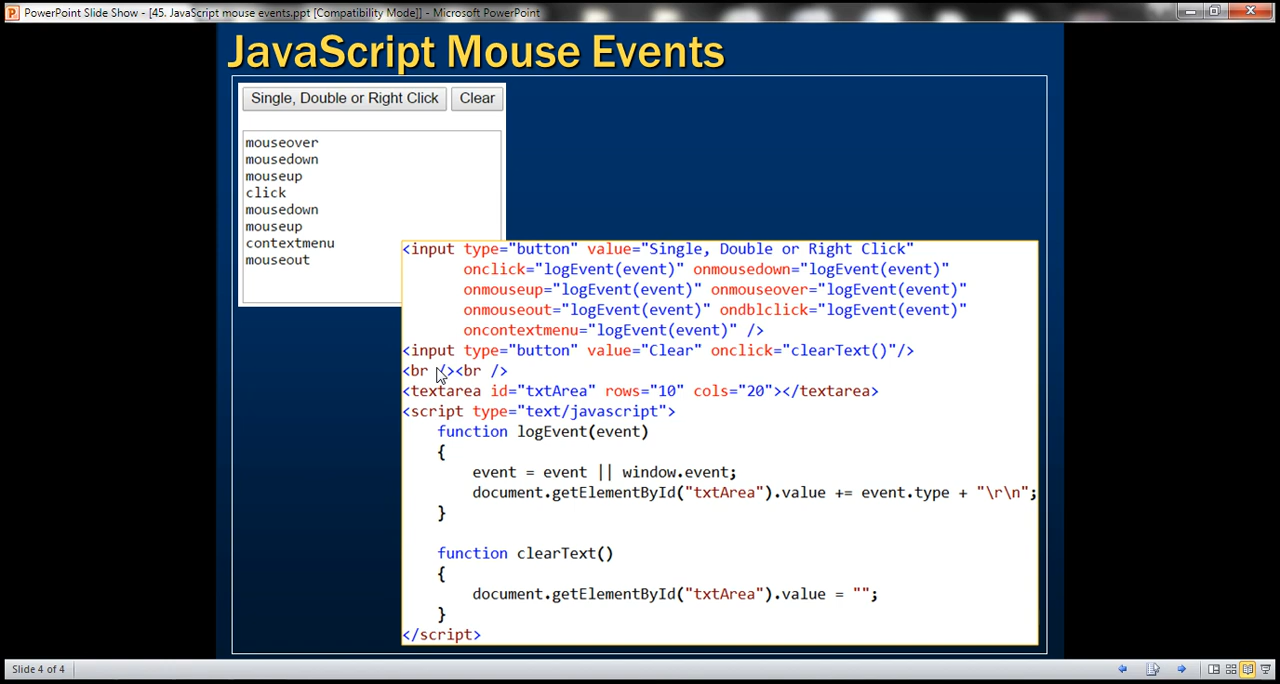 PowerPoint Slide Show - [45. JavaScript mouse events.ppt [Compatibility Mode]] - Microsoft PowerPoint
JavaScript Mouse Events
Single, Double or Right Click Clear
mouseover
mousedown
mouseup
click
mousedown
mouseup
contextmenu
mouseout
<input type="button" value="Single, Double or Right Click"
onclick="logEvent(event)" onmousedown="logEvent(event)"
onmouseup="logEvent(event)" onmouseover="logEvent(event)"
onmouseout="logEvent(event)" ondblclick="logEvent(event)"
oncontextmenu="logEvent(event)" />
<input type="button" value="Clear" onclick="clearText()"/>
<br /><br />
<textarea id="txtArea" rows="10" cols="20"></textarea>
<script type="text/javascript">
function logEvent(event)
{
event = event || window.event;
document.getElementById("txtArea").value += event.type + "\r\n";
}
function clearText()
{
document.getElementById("txtArea").value = "";
}
</script>
Slide 4 of 4